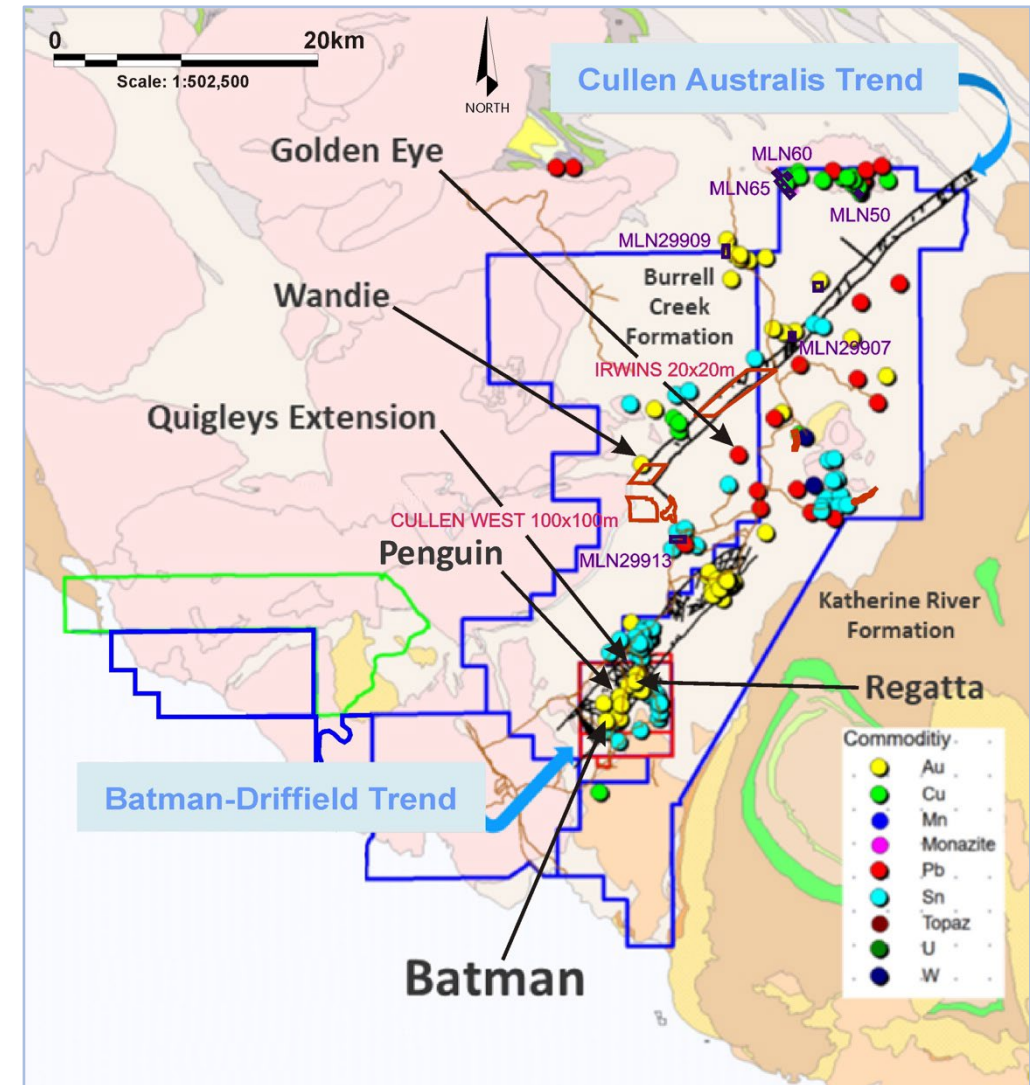 0
20km
Scale: 1:502,500
NORTH
Cullen Australis Trend
Golden Eye
MLN60
MLN65
MLN50
MLN29909
Wandie
Burrell
Creek
Formation
MLN29907
IRWINS 20x20m
Quigleys Extension
CULLEN WEST 100x100m
Penguin
MLN29913
Katherine River
Formation
Regatta
Batman-Driffield Trend
Batman
Commoditiy
Au
Cu
Mn
Monazite
Pb
Sn
Topaz
U
W